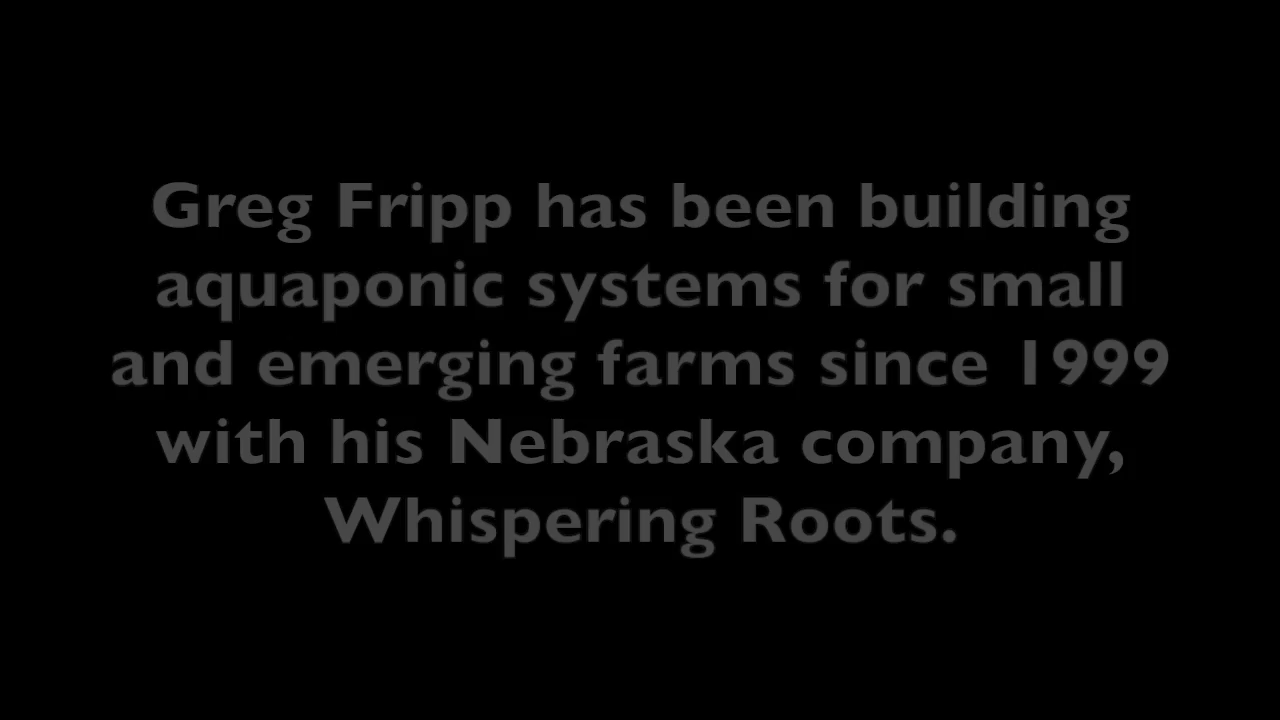 Greg Fripp has been building
aquaponic systems for small
and emerging farms since 1999
with his Nebraska company,
Whispering Roots.